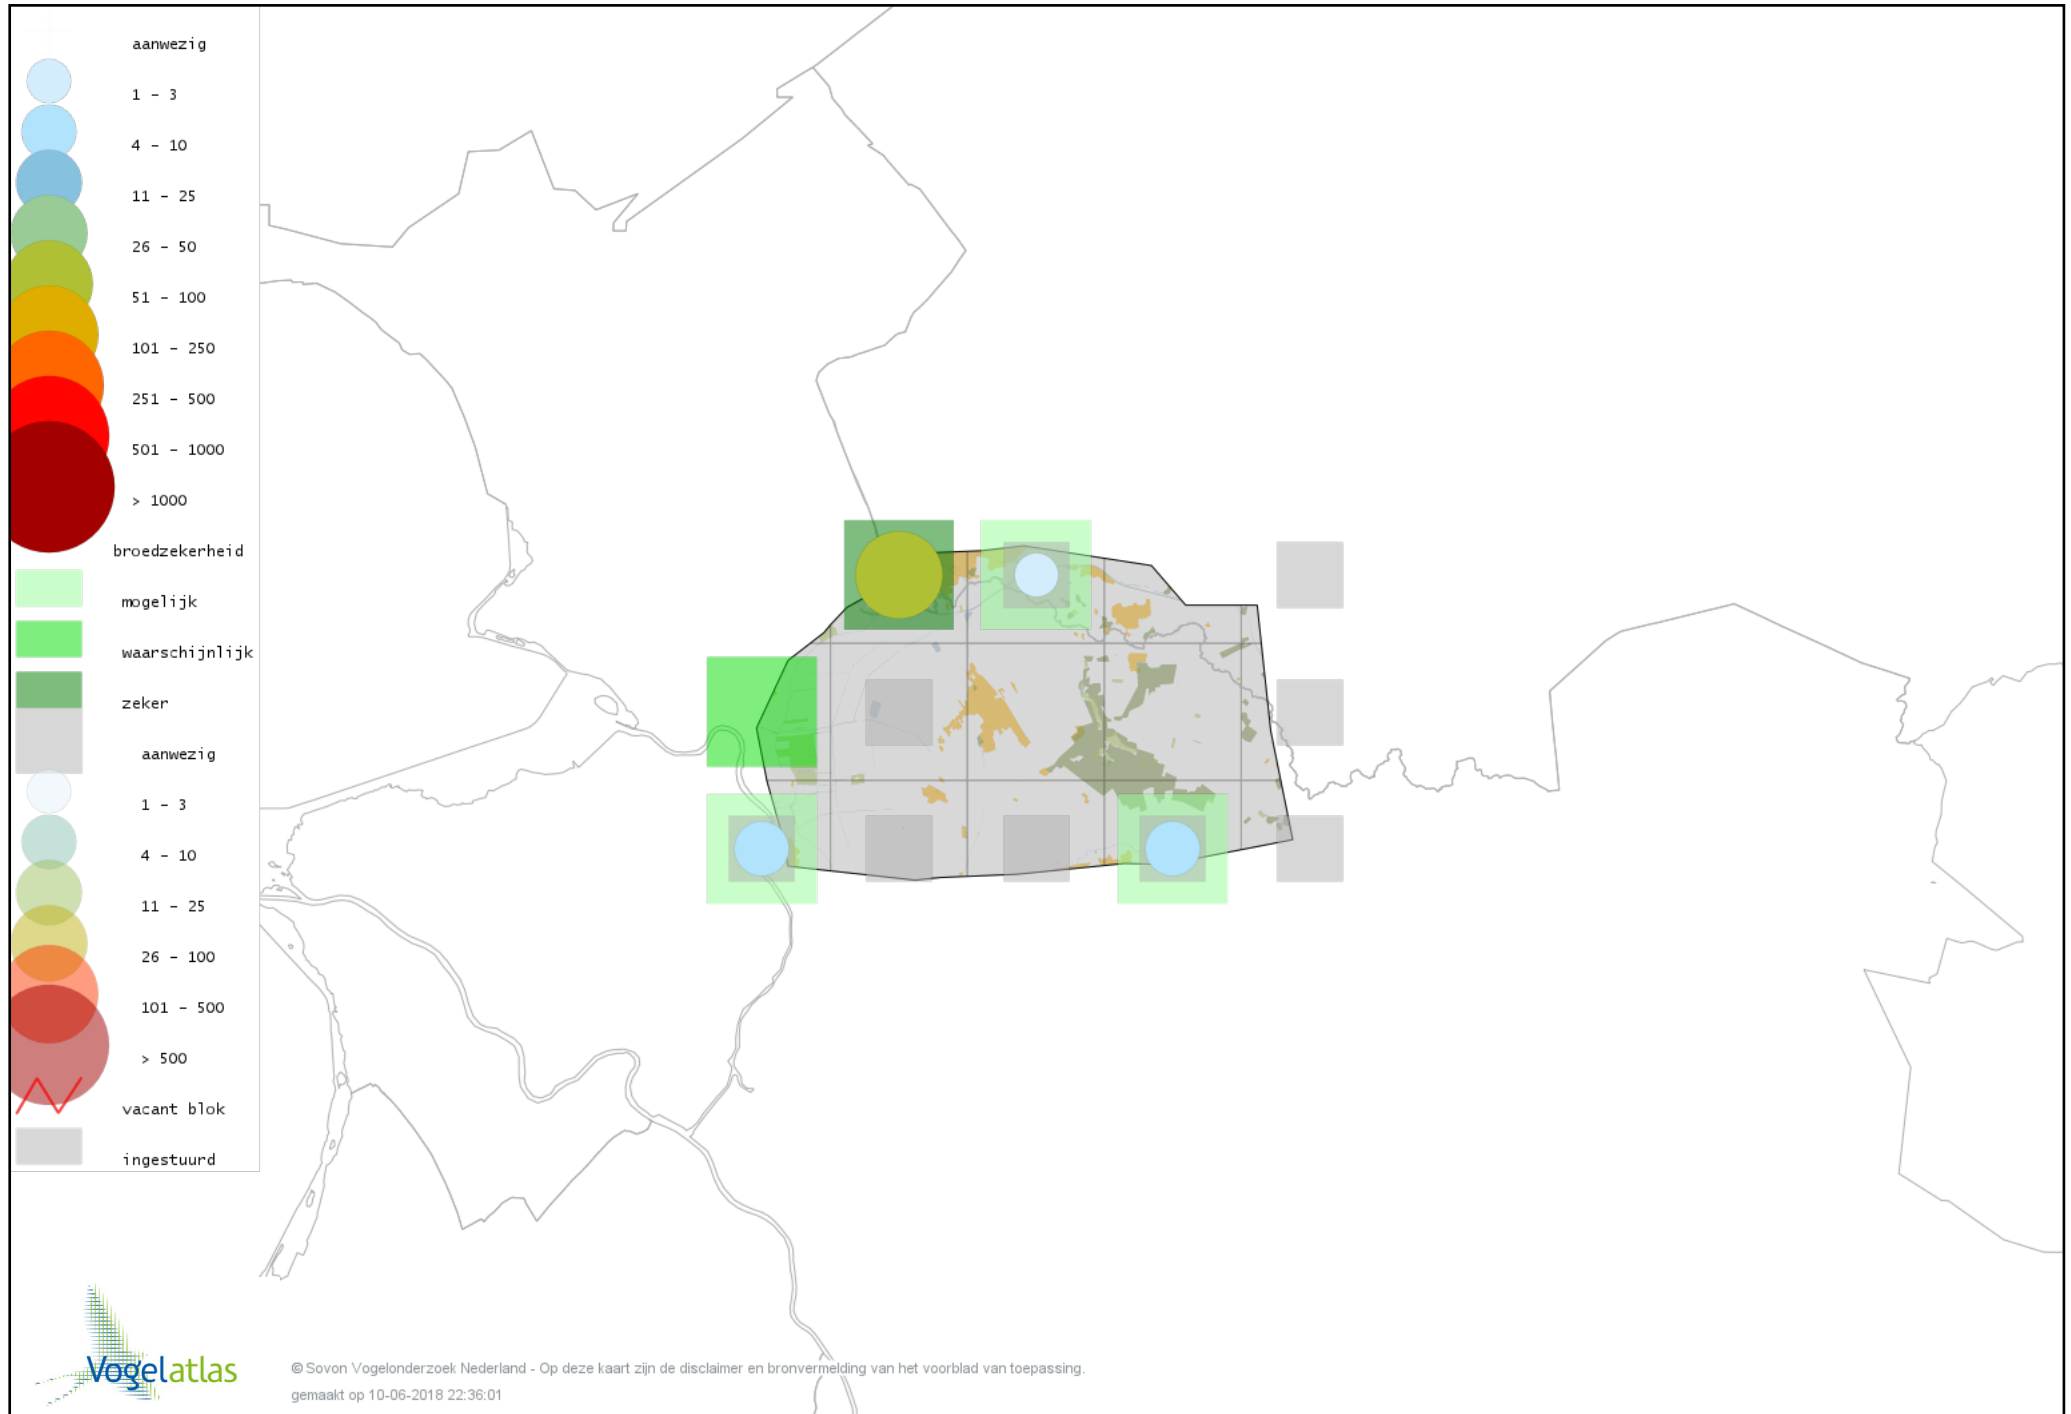 aanwezig
1 - 3
4 - 10
11 - 25
26 - 50
51 - 100
101 - 250
251 - 500
501 - 1000
> 1000
broedzekerheid
mogelijk
waarschijnlijk
zeker
aanwezig
1 - 3
4 - 10
11 - 25
26 - 100
101 - 500
> 500
vacant blok
ingestuurd
Vogelatlas
© Sovon Vogelonderzoek Nederland - Op deze kaart zijn de disclaimer en bronvermelding van het voorblad van toepassing.
gemaakt op 10-06-2018 22:36:01